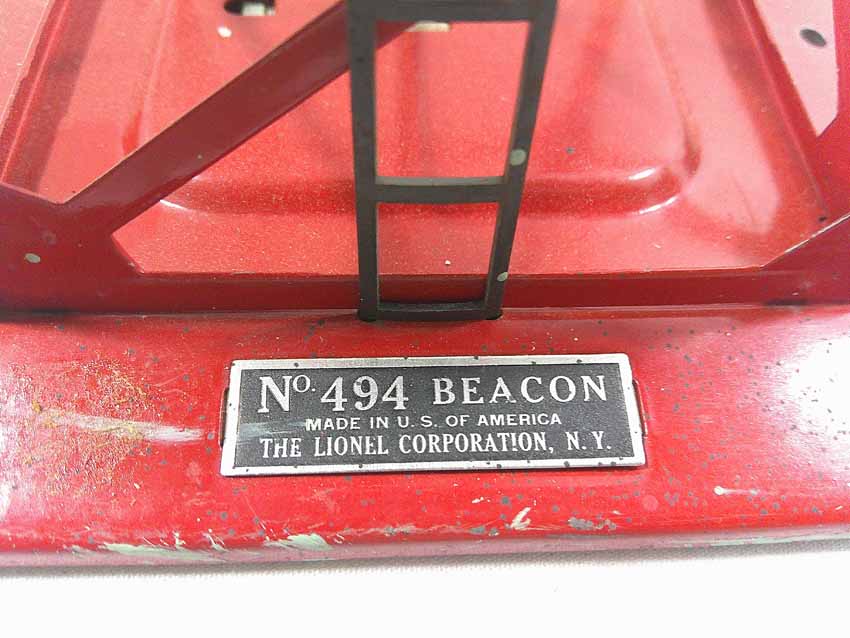 No. 494 BEACON
MADE IN U. S. OF AMERICA
THE LIONEL CORPORATION, N. Y.